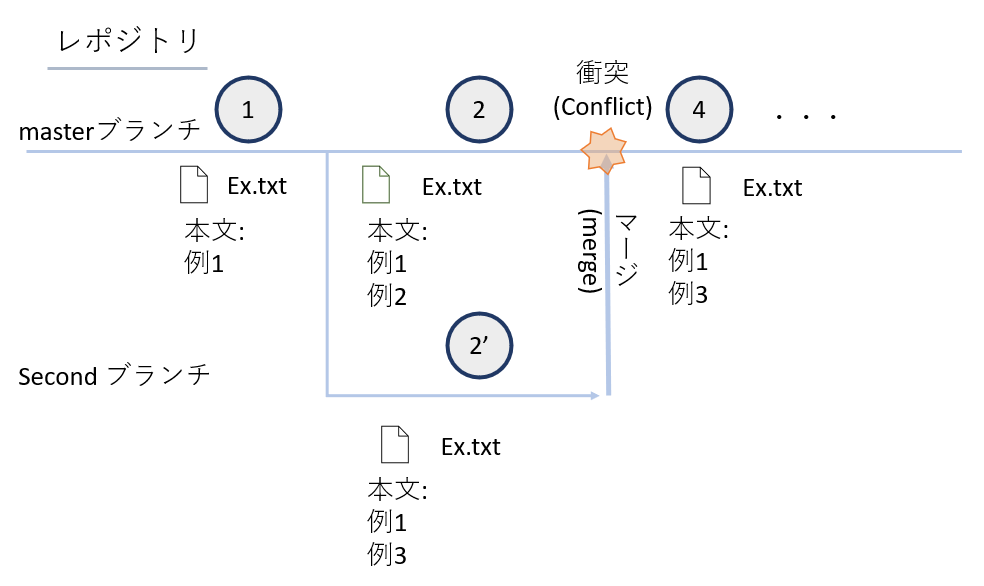 レポジトリ
衝突
(Conflict)
1
2
4
・・・
masterブランチ
Ex.txt
本文:
例1
Ex.txt
本文:
例1
例2
マージ
(merge)
Ex.txt
本文:
例1
例3
2’
Second ブランチ
Ex.txt
本文:
例1
例3